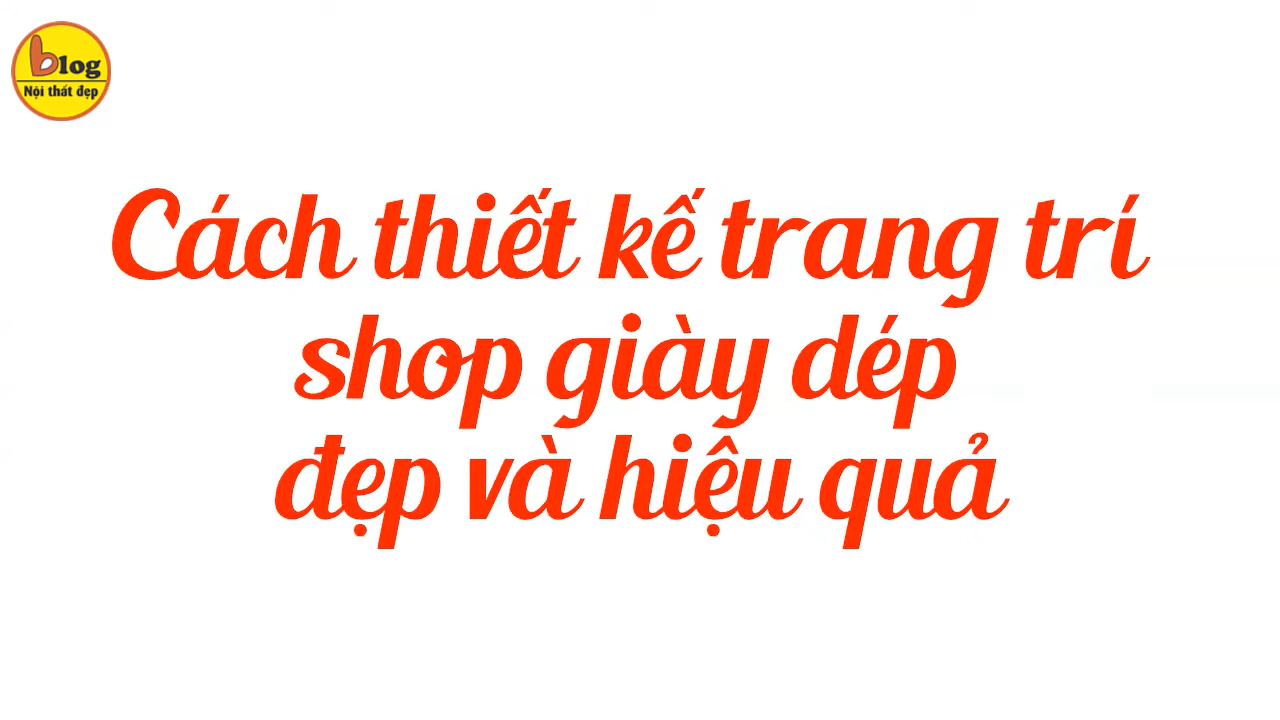 blog
Nội thất đẹp
Cách thiết kế trang trí
shop giày dép
đẹp và hiệu quả